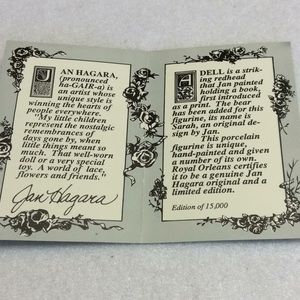 JAN HAGARA,
(pronounced
ha-GAIR-a) is
an artist whose
unique style is
winning the hearts of
people everywhere.
"My little children
represent the nostalgic
remembrances of
days gone by, when
little things meant so
much. That well-worn
doll or a very special
toy. A world of lace,
flowers and friends."
Jan Hagara
ADELL is a strik-
ing redhead
that Jan painted
holding a book,
first introduced
as a print. The bear
has been added for this
figurine, its name is
Sarah, an original de-
sign by Jan.
This porcelain
figurine is unique,
hand-painted and given
a number of its own.
Royal Orleans certifies
it to be a genuine Jan
Hagara original and a
limited edition.
Edition of 15,000